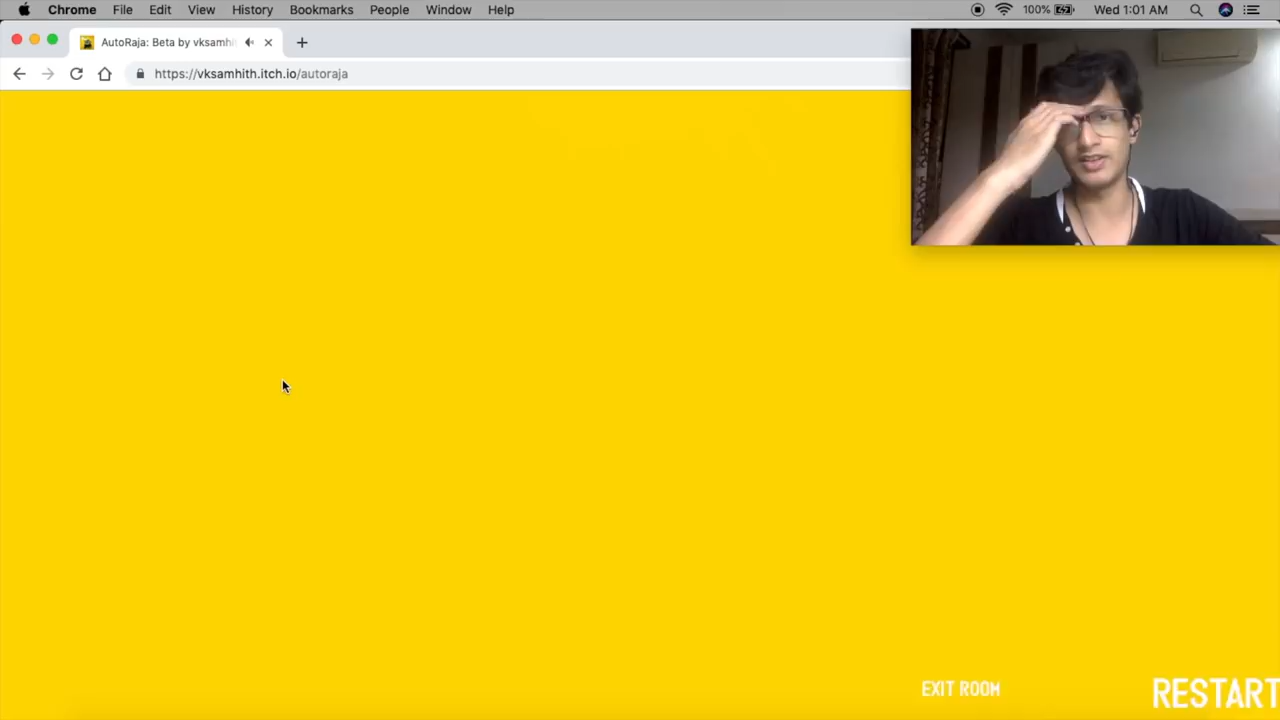 Chrome File Edit View History Bookmarks People Window Help 100% Wed 1:01 AM
AutoRaja: Beta by vksamhi
https://vksamhith.itch.io/autoraja
EXIT ROOM
RESTART